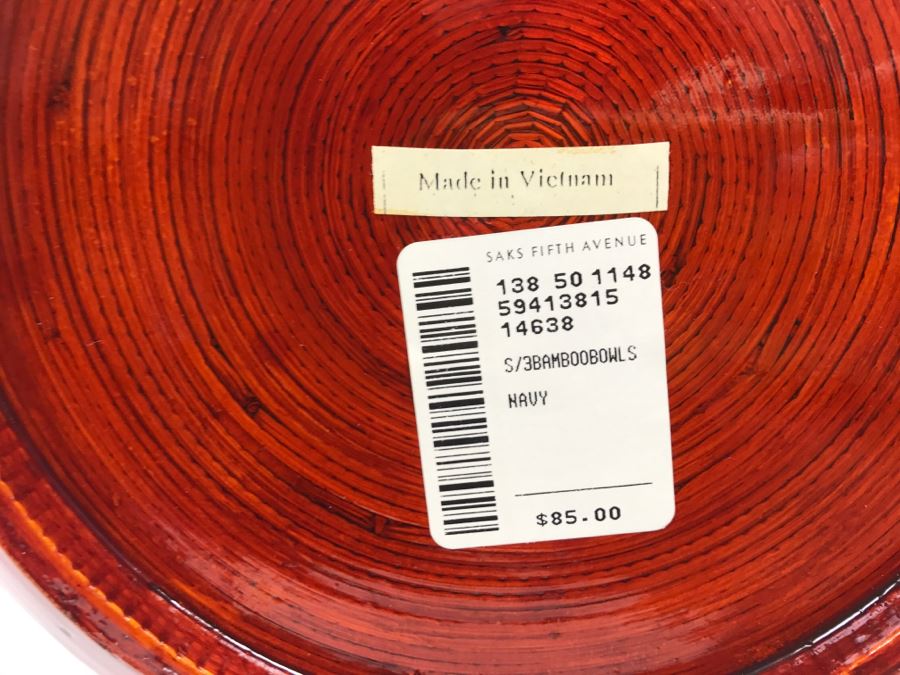 Made in Vietnam
SAKS FIFTH AVENUE
138 50 1148
59413815
14638
S/3BAMBOOBOWLS
NAVY
$85.00